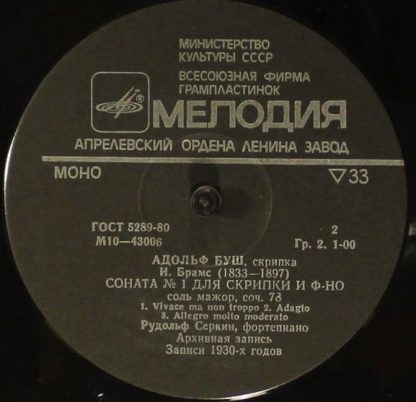 МИНИСТЕРСТВО
КУЛЬТУРЫ СССР
ВСЕСОЮЗНАЯ ФИРМА
ГРАМПЛАСТИНОК
МЕЛОДИЯ
АПРЕЛЕВСКИЙ ОРДЕНА ЛЕНИНА ЗАВОД
МОНО ▽33
ГОСТ 5289-80 2
М10—43006 Гр. 2. 1-00
АДОЛЬФ БУШ, скрипка
И. Брамс (1833—1897)
СОНАТА № 1 ДЛЯ СКРИПКИ И Ф-НО
соль мажор, соч. 78
1. Vivace ma non troppo 2. Adagio
3. Allegro molto moderato
Рудольф Серкин, фортепиано
Архивная запись
Записи 1930-х годов